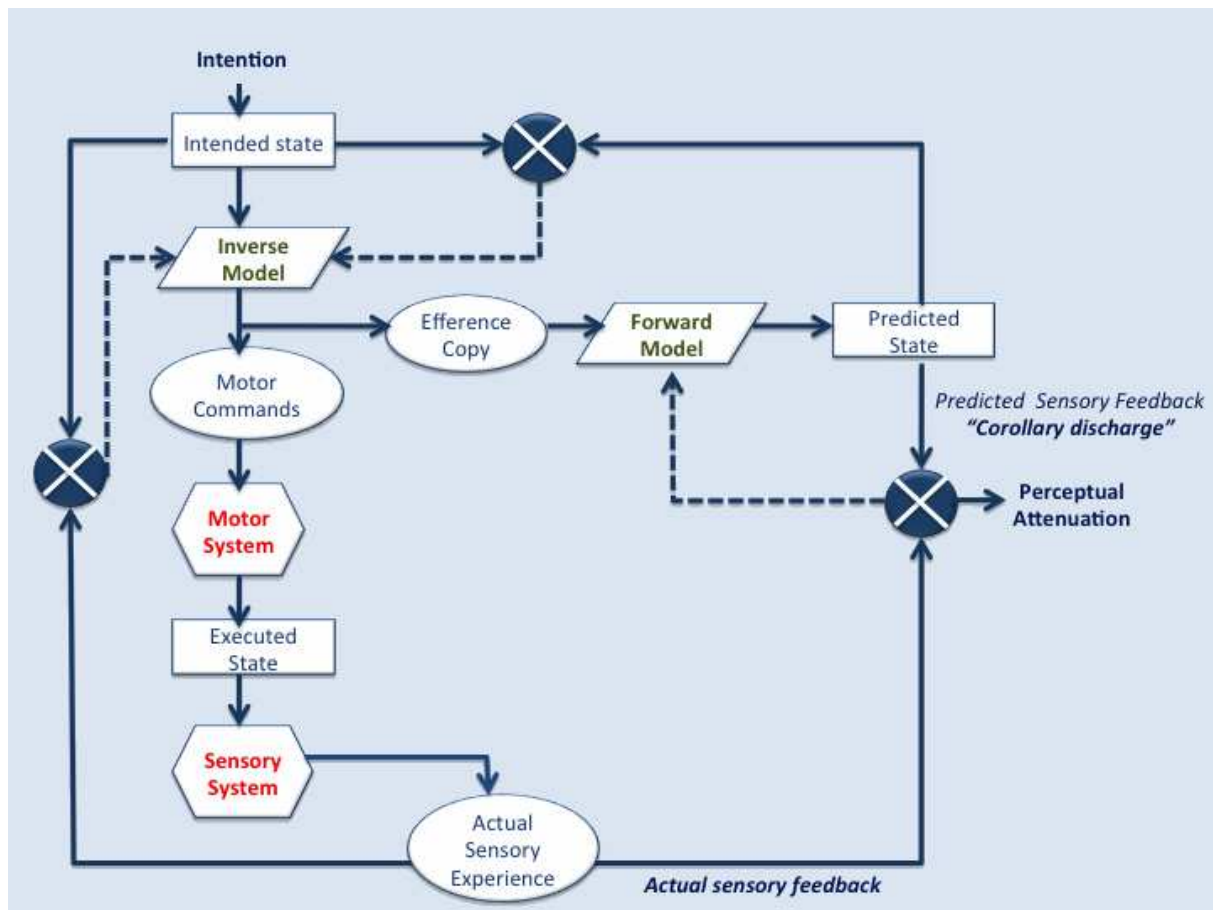 Intention
Intended state
Inverse
Model
Efference
Copy
Forward
Model
Predicted
State
Motor
Commands
Predicted Sensory Feedback
“Corollary discharge”
Perceptual
Attenuation
Motor
System
Executed
State
Sensory
System
Actual
Sensory
Experience
Actual sensory feedback